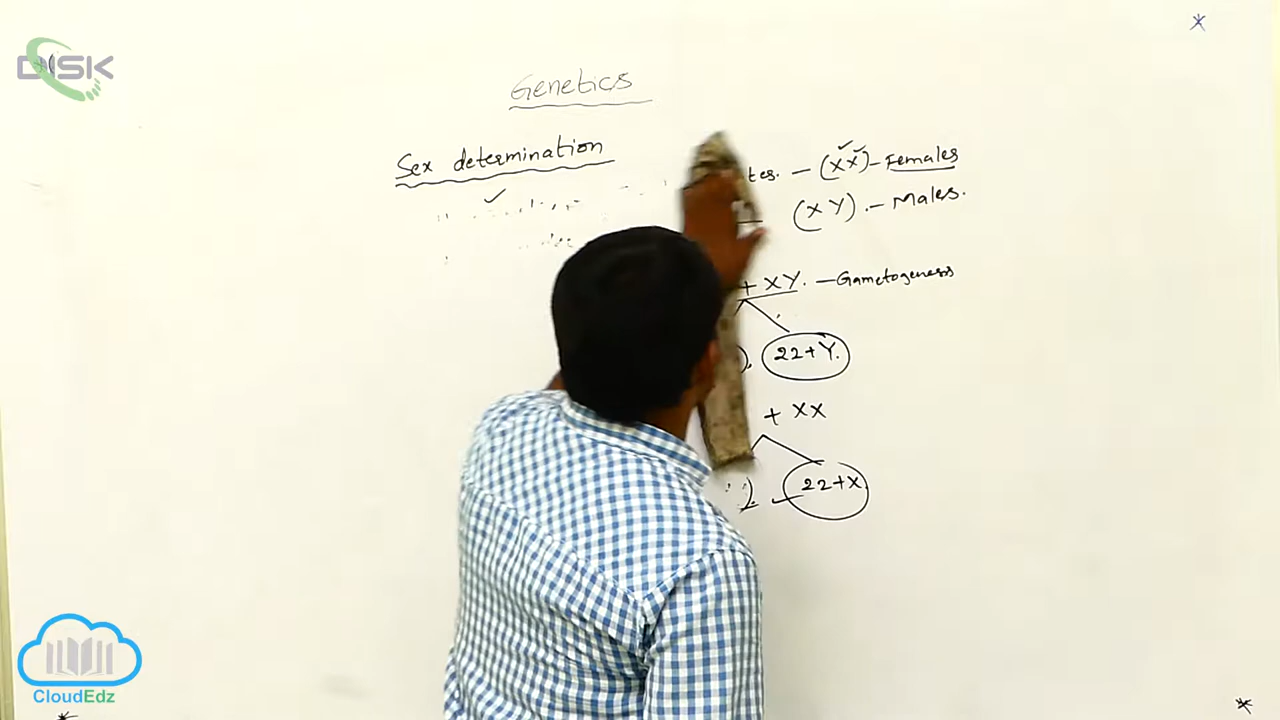 DISK
Genetics
Sex determination
tes. – (XX) – Females
(XY). – Males.
+ XY. – Gametogenesis
22+Y.
+ XX
22+X
CloudEdz